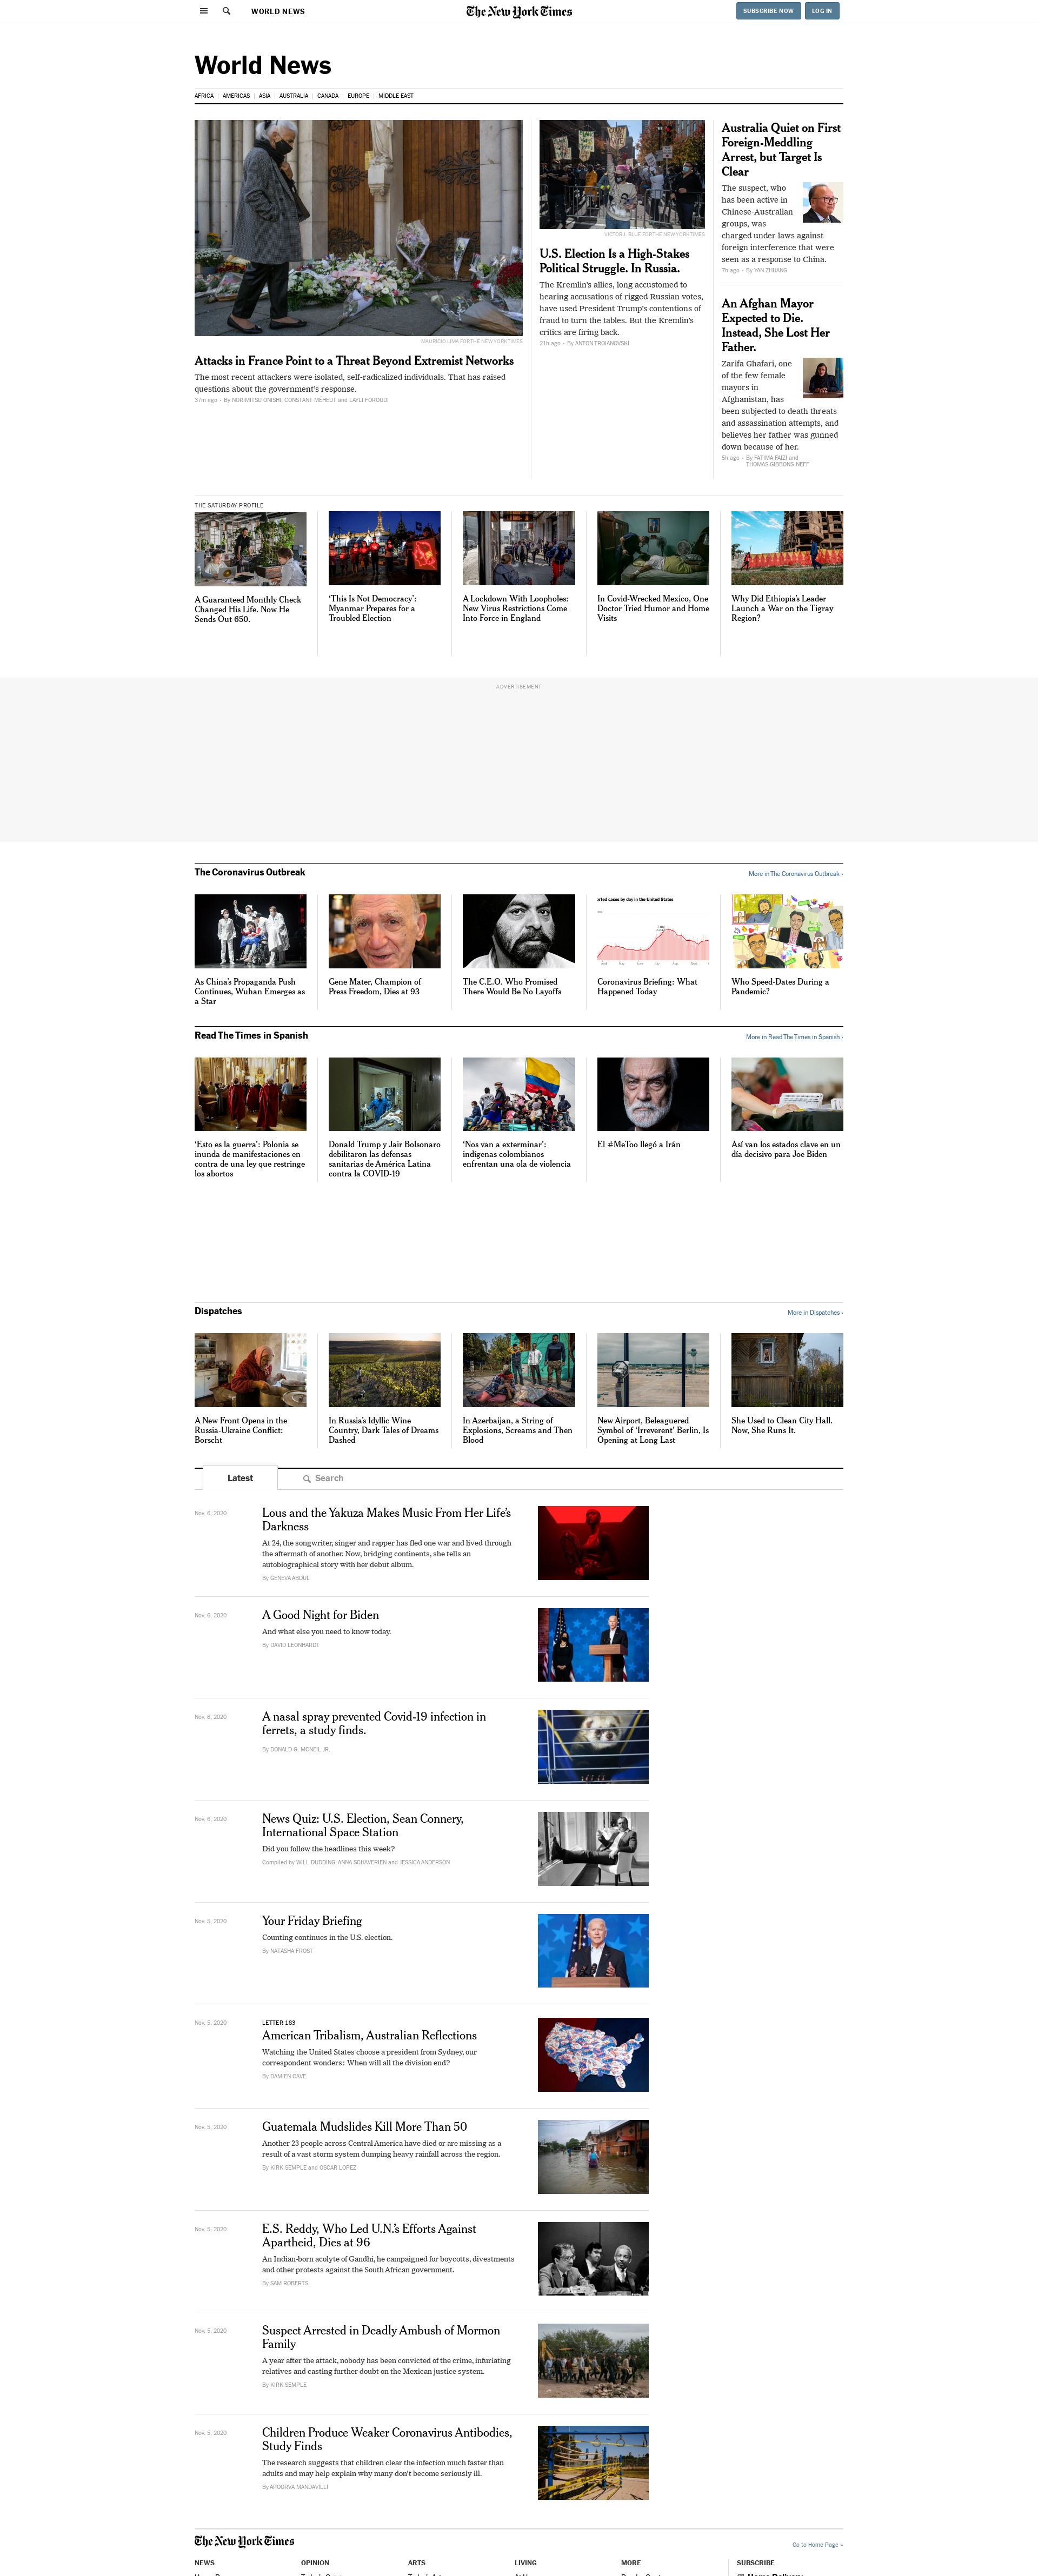 WORLD NEWS
The New York Times
SUBSCRIBE NOW
LOG IN
World News
AFRICA
AMERICAS
ASIA
AUSTRALIA
CANADA
EUROPE
MIDDLE EAST
MAURICIO LIMA FOR THE NEW YORK TIMES
Attacks in France Point to a Threat Beyond Extremist Networks
The most recent attackers were isolated, self-radicalized individuals. That has raised
questions about the government's response.
37m ago - By NORIMITSU ONISHI, CONSTANT MÉHEUT and LAYLI FOROUDI
VICTOR J. BLUE FOR THE NEW YORK TIMES
U.S. Election Is a High-Stakes
Political Struggle. In Russia.
The Kremlin's allies, long accustomed to
hearing accusations of rigged Russian votes,
have used President Trump's contentions of
fraud to turn the tables. But the Kremlin's
critics are firing back.
21h ago - By ANTON TROIANOVSKI
Australia Quiet on First
Foreign-Meddling
Arrest, but Target Is
Clear
The suspect, who
has been active in
Chinese-Australian
groups, was
charged under laws against
foreign interference that were
seen as a response to China.
7h ago - By YAN ZHUANG
An Afghan Mayor
Expected to Die.
Instead, She Lost Her
Father.
Zarifa Ghafari, one
of the few female
mayors in
Afghanistan, has
been subjected to death threats
and assassination attempts, and
believes her father was gunned
down because of her.
5h ago - By FATIMA FAIZI and
THOMAS GIBBONS-NEFF
THE SATURDAY PROFILE
A Guaranteed Monthly Check
Changed His Life. Now He
Sends Out 650.
'This Is Not Democracy':
Myanmar Prepares for a
Troubled Election
A Lockdown With Loopholes:
New Virus Restrictions Come
Into Force in England
In Covid-Wrecked Mexico, One
Doctor Tried Humor and Home
Visits
Why Did Ethiopia's Leader
Launch a War on the Tigray
Region?
ADVERTISEMENT
The Coronavirus Outbreak
More in The Coronavirus Outbreak ›
As China's Propaganda Push
Continues, Wuhan Emerges as
a Star
Gene Mater, Champion of
Press Freedom, Dies at 93
The C.E.O. Who Promised
There Would Be No Layoffs
rted cases by day in the United States
Coronavirus Briefing: What
Happened Today
Who Speed-Dates During a
Pandemic?
Read The Times in Spanish
More in Read The Times in Spanish ›
'Esto es la guerra': Polonia se
inunda de manifestaciones en
contra de una ley que restringe
los abortos
Donald Trump y Jair Bolsonaro
debilitaron las defensas
sanitarias de América Latina
contra la COVID-19
'Nos van a exterminar':
indígenas colombianos
enfrentan una ola de violencia
El #MeToo llegó a Irán
Así van los estados clave en un
día decisivo para Joe Biden
Dispatches
More in Dispatches ›
A New Front Opens in the
Russia-Ukraine Conflict:
Borscht
In Russia's Idyllic Wine
Country, Dark Tales of Dreams
Dashed
In Azerbaijan, a String of
Explosions, Screams and Then
Blood
New Airport, Beleaguered
Symbol of 'Irreverent' Berlin, Is
Opening at Long Last
She Used to Clean City Hall.
Now, She Runs It.
Latest
Search
Nov. 6, 2020
Lous and the Yakuza Makes Music From Her Life's
Darkness
At 24, the songwriter, singer and rapper has fled one war and lived through
the aftermath of another. Now, bridging continents, she tells an
autobiographical story with her debut album.
By GENEVA ABDUL
Nov. 6, 2020
A Good Night for Biden
And what else you need to know today.
By DAVID LEONHARDT
Nov. 6, 2020
A nasal spray prevented Covid-19 infection in
ferrets, a study finds.
By DONALD G. MCNEIL JR.
Nov. 6, 2020
News Quiz: U.S. Election, Sean Connery,
International Space Station
Did you follow the headlines this week?
Compiled by WILL DUDDING, ANNA SCHAVERIEN and JESSICA ANDERSON
Nov. 5, 2020
Your Friday Briefing
Counting continues in the U.S. election.
By NATASHA FROST
Nov. 5, 2020
LETTER 183
American Tribalism, Australian Reflections
Watching the United States choose a president from Sydney, our
correspondent wonders: When will all the division end?
By DAMIEN CAVE
Nov. 5, 2020
Guatemala Mudslides Kill More Than 50
Another 23 people across Central America have died or are missing as a
result of a vast storm system dumping heavy rainfall across the region.
By KIRK SEMPLE and OSCAR LOPEZ
Nov. 5, 2020
E.S. Reddy, Who Led U.N.'s Efforts Against
Apartheid, Dies at 96
An Indian-born acolyte of Gandhi, he campaigned for boycotts, divestments
and other protests against the South African government.
By SAM ROBERTS
Nov. 5, 2020
Suspect Arrested in Deadly Ambush of Mormon
Family
A year after the attack, nobody has been convicted of the crime, infuriating
relatives and casting further doubt on the Mexican justice system.
By KIRK SEMPLE
Nov. 5, 2020
Children Produce Weaker Coronavirus Antibodies,
Study Finds
The research suggests that children clear the infection much faster than
adults and may help explain why many don't become seriously ill.
By APOORVA MANDAVILLI
The New York Times
Go to Home Page »
NEWS
OPINION
ARTS
LIVING
MORE
SUBSCRIBE